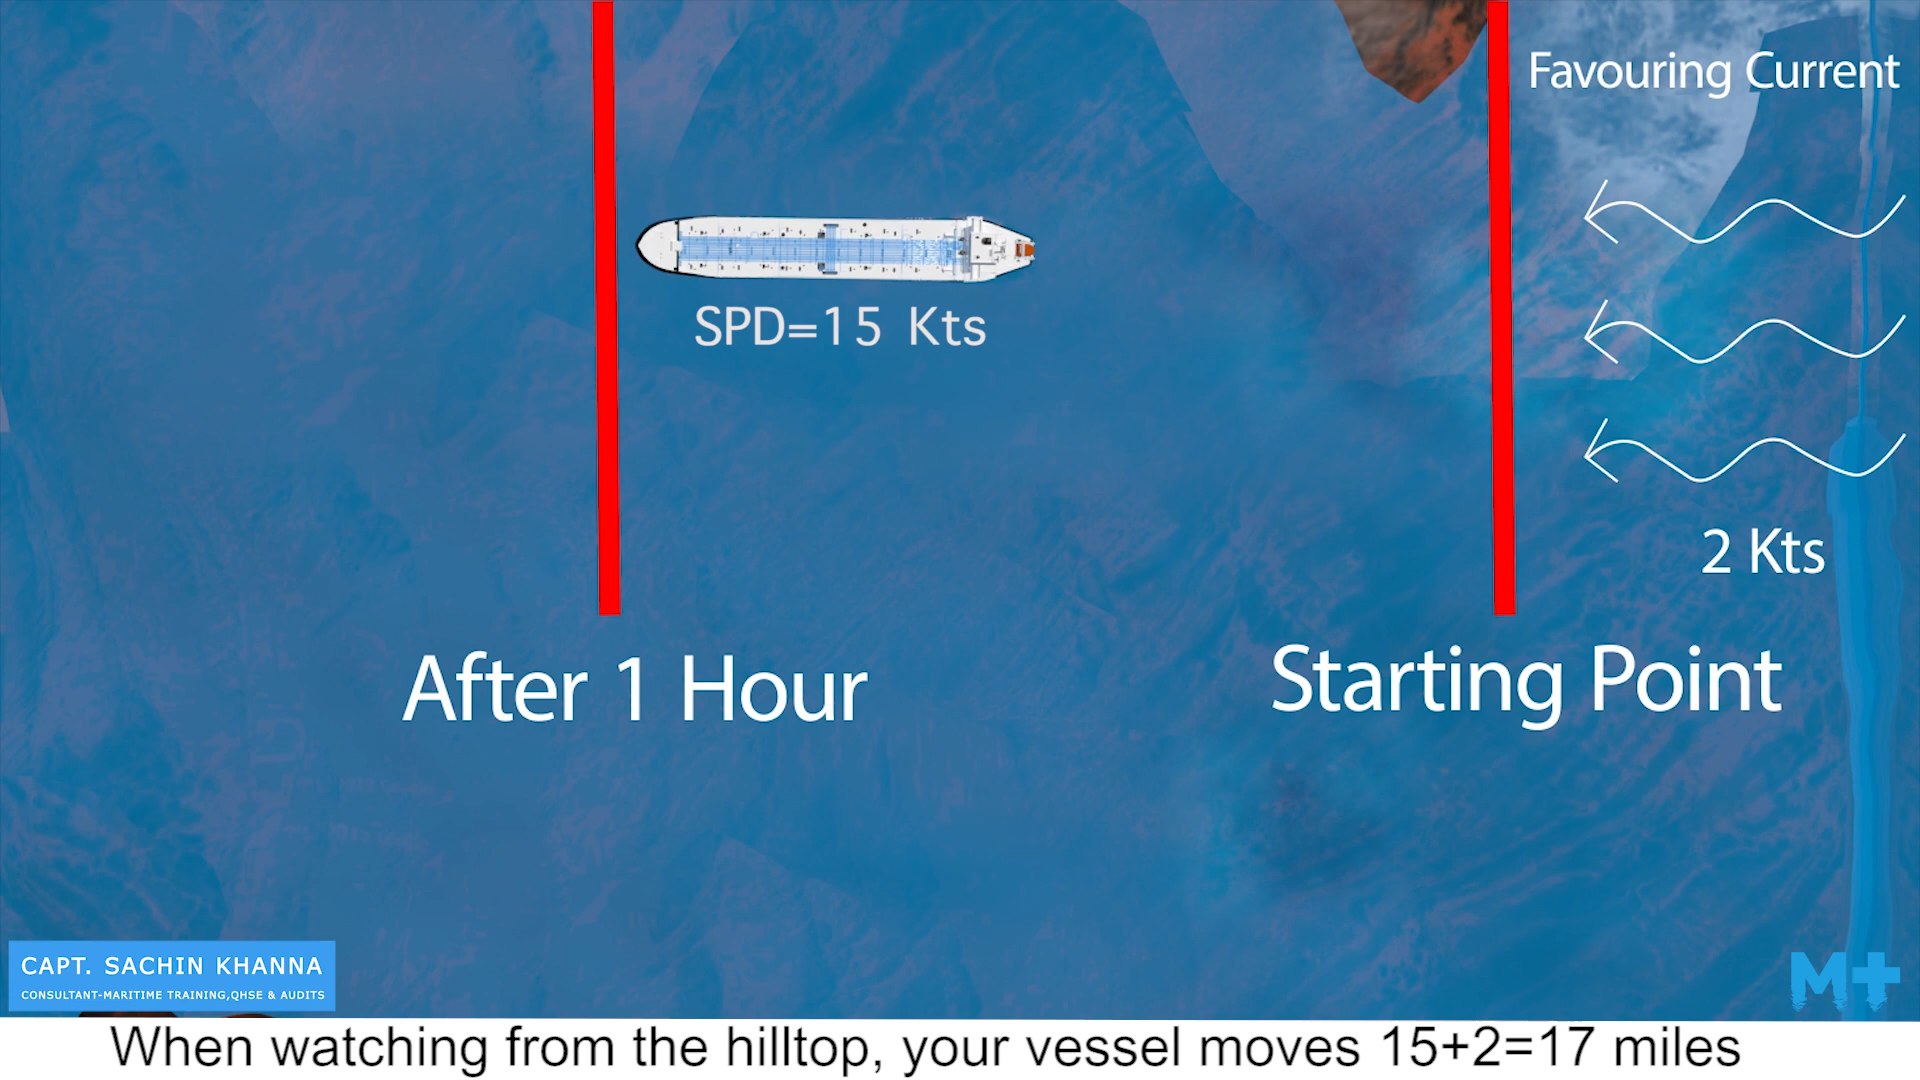 Favouring Current
SPD=15 Kts
2 Kts
After 1 Hour
Starting Point
CAPT. SACHIN KHANNA
CONSULTANT-MARITIME TRAINING,QHSE & AUDITS
M+
When watching from the hilltop, your vessel moves 15+2=17 miles